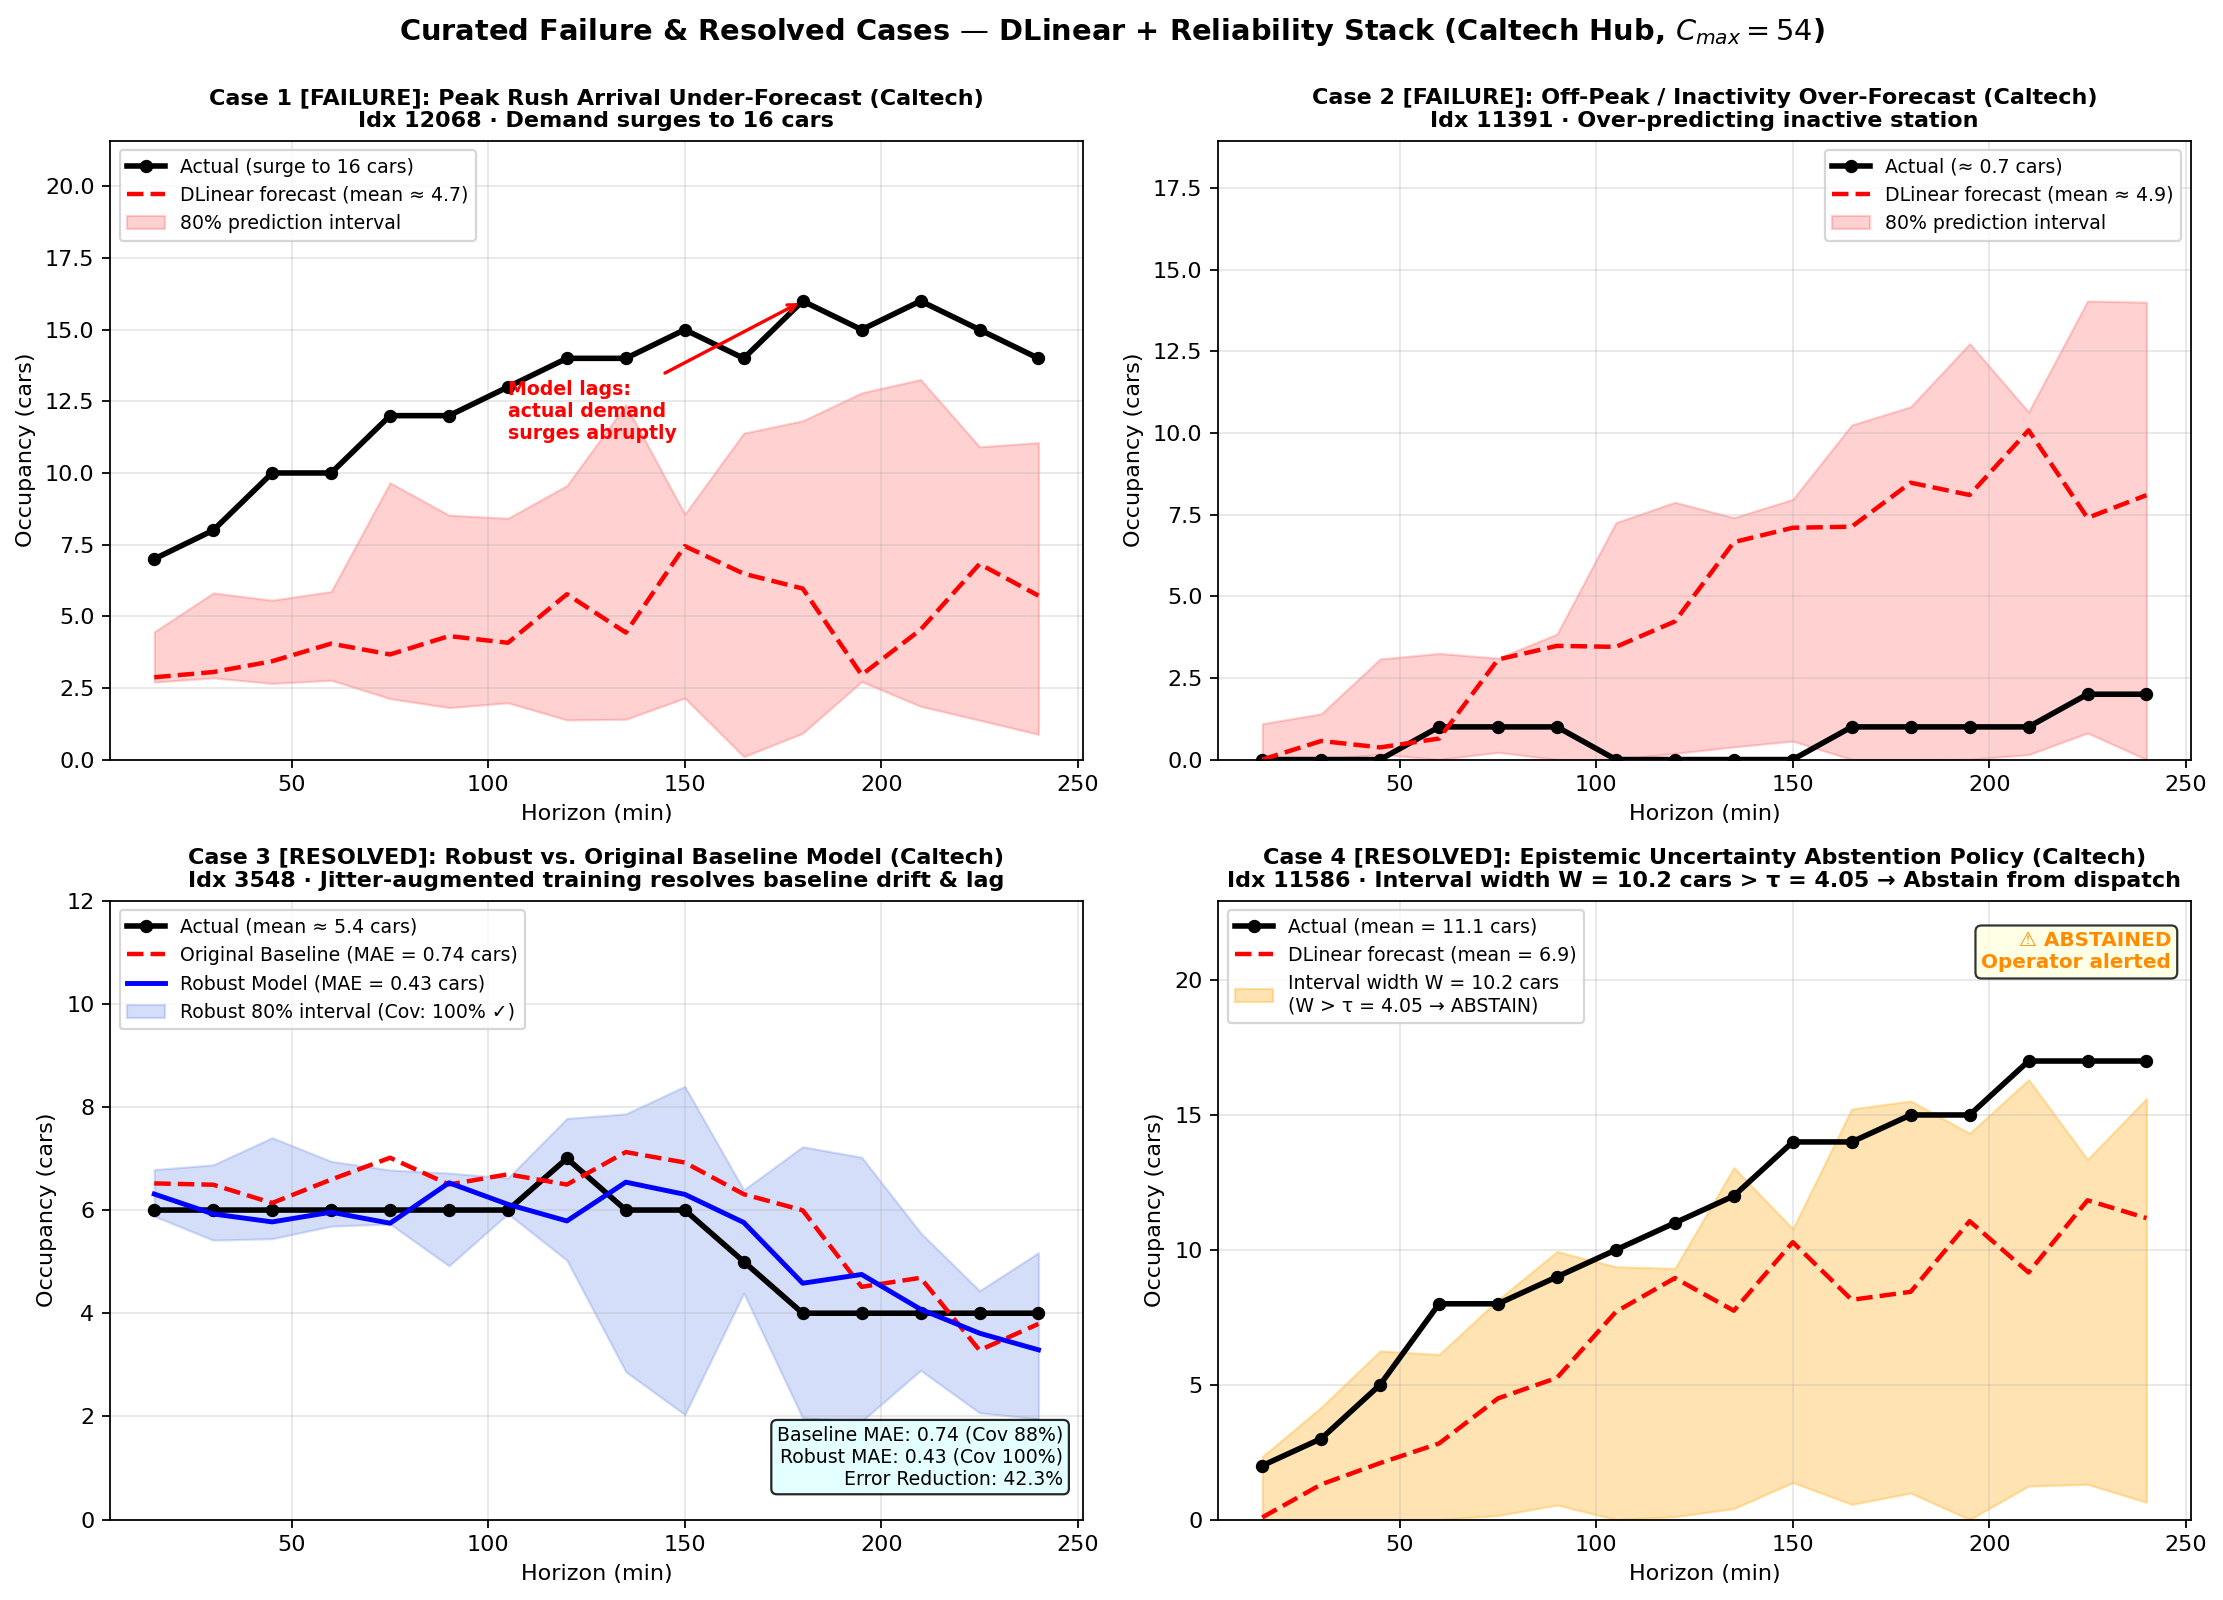 Curated Failure & Resolved Cases — DLinear + Reliability Stack (Caltech Hub, $C_{max} = 54$)
Case 1 [FAILURE]: Peak Rush Arrival Under-Forecast (Caltech)
Idx 12068 · Demand surges to 16 cars
Actual (surge to 16 cars)
DLinear forecast (mean ≈ 4.7)
80% prediction interval
Model lags:
actual demand
surges abruptly
Occupancy (cars)
20.0
17.5
15.0
12.5
10.0
7.5
5.0
2.5
0.0
50
100
150
200
250
Horizon (min)
Case 2 [FAILURE]: Off-Peak / Inactivity Over-Forecast (Caltech)
Idx 11391 · Over-predicting inactive station
Actual (≈ 0.7 cars)
DLinear forecast (mean ≈ 4.9)
80% prediction interval
Occupancy (cars)
17.5
15.0
12.5
10.0
7.5
5.0
2.5
0.0
50
100
150
200
250
Horizon (min)
Case 3 [RESOLVED]: Robust vs. Original Baseline Model (Caltech)
Idx 3548 · Jitter-augmented training resolves baseline drift & lag
Actual (mean ≈ 5.4 cars)
Original Baseline (MAE = 0.74 cars)
Robust Model (MAE = 0.43 cars)
Robust 80% interval (Cov: 100% ✓)
Baseline MAE: 0.74 (Cov 88%)
Robust MAE: 0.43 (Cov 100%)
Error Reduction: 42.3%
Occupancy (cars)
12
10
8
6
4
2
0
50
100
150
200
250
Horizon (min)
Case 4 [RESOLVED]: Epistemic Uncertainty Abstention Policy (Caltech)
Idx 11586 · Interval width W = 10.2 cars > τ = 4.05 → Abstain from dispatch
Actual (mean = 11.1 cars)
DLinear forecast (mean = 6.9)
Interval width W = 10.2 cars
(W > τ = 4.05 → ABSTAIN)
⚠ ABSTAINED
Operator alerted
Occupancy (cars)
20
15
10
5
0
50
100
150
200
250
Horizon (min)